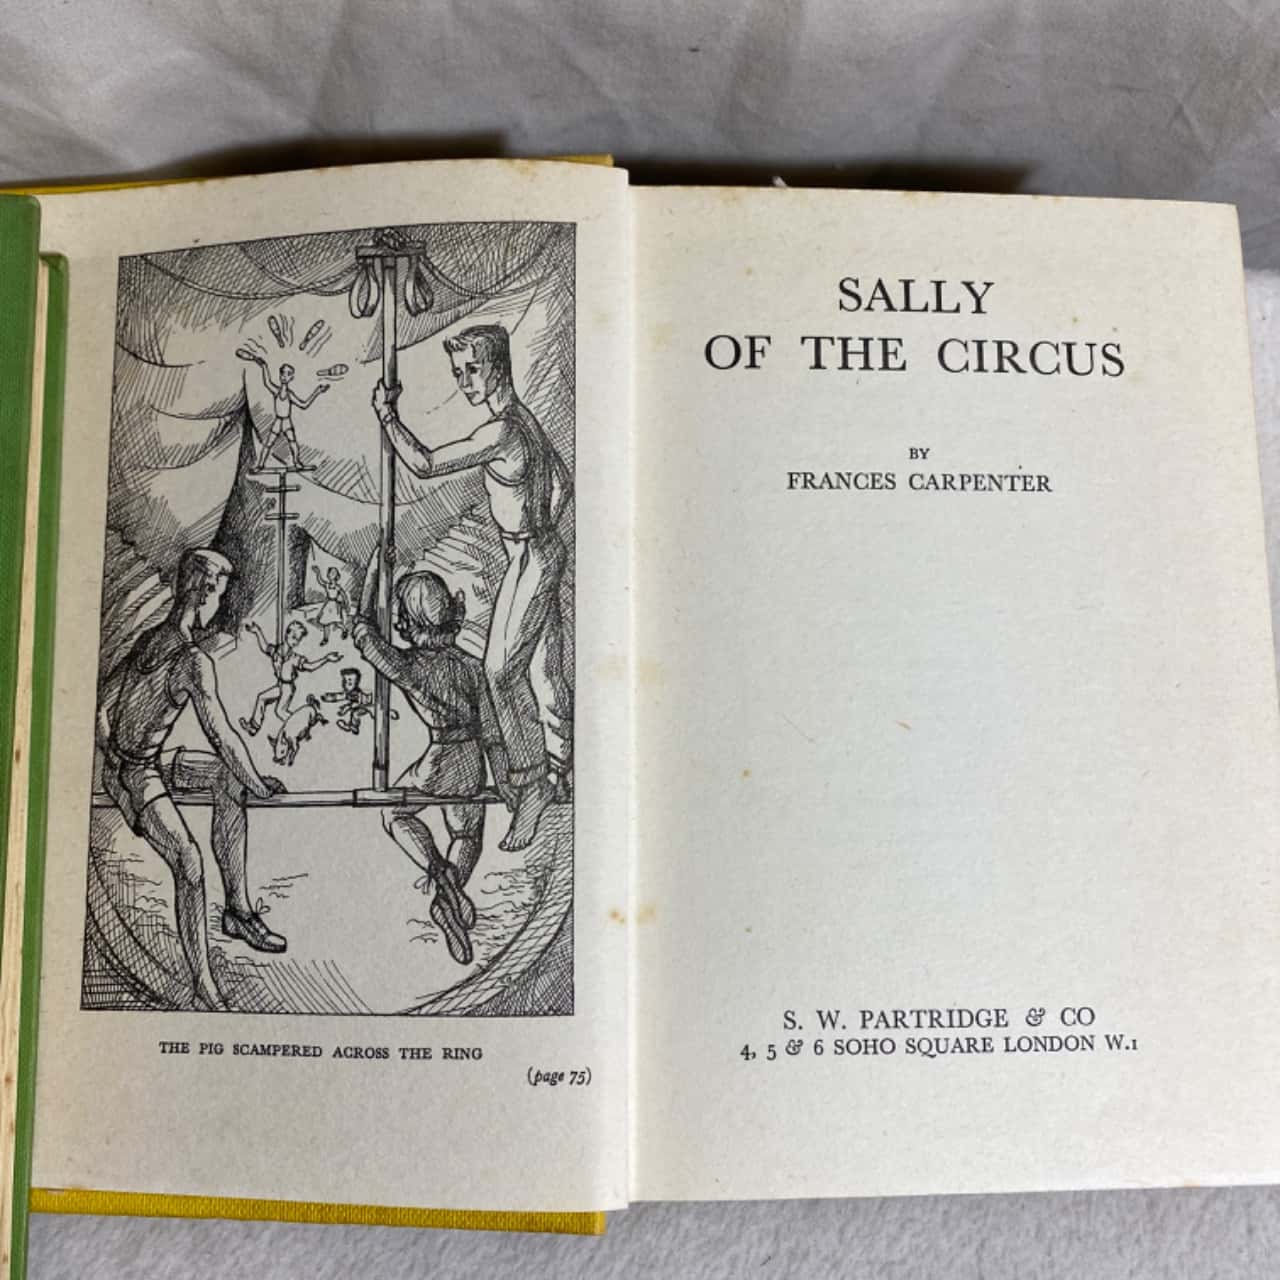 THE PIG SCAMPERED ACROSS THE RING
(page 75)
SALLY
OF THE CIRCUS
BY
FRANCES CARPENTER
S. W. PARTRIDGE & CO
4, 5 & 6 SOHO SQUARE LONDON W.1